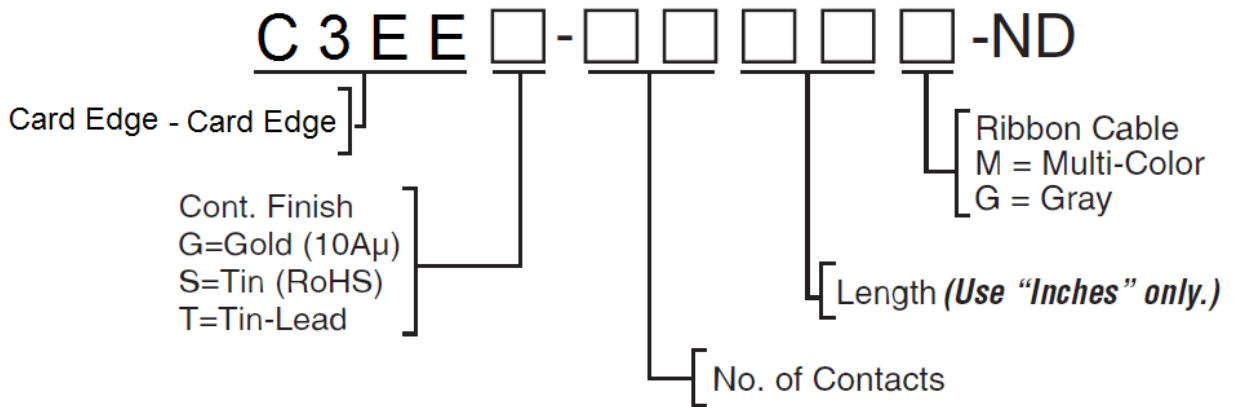 C 3 E E □ - □ □ □ □ □ -ND
Card Edge - Card Edge
Ribbon Cable
M = Multi-Color
G = Gray
Cont. Finish
G=Gold (10Aµ)
S=Tin (RoHS)
T=Tin-Lead
Length (Use “Inches” only.)
No. of Contacts